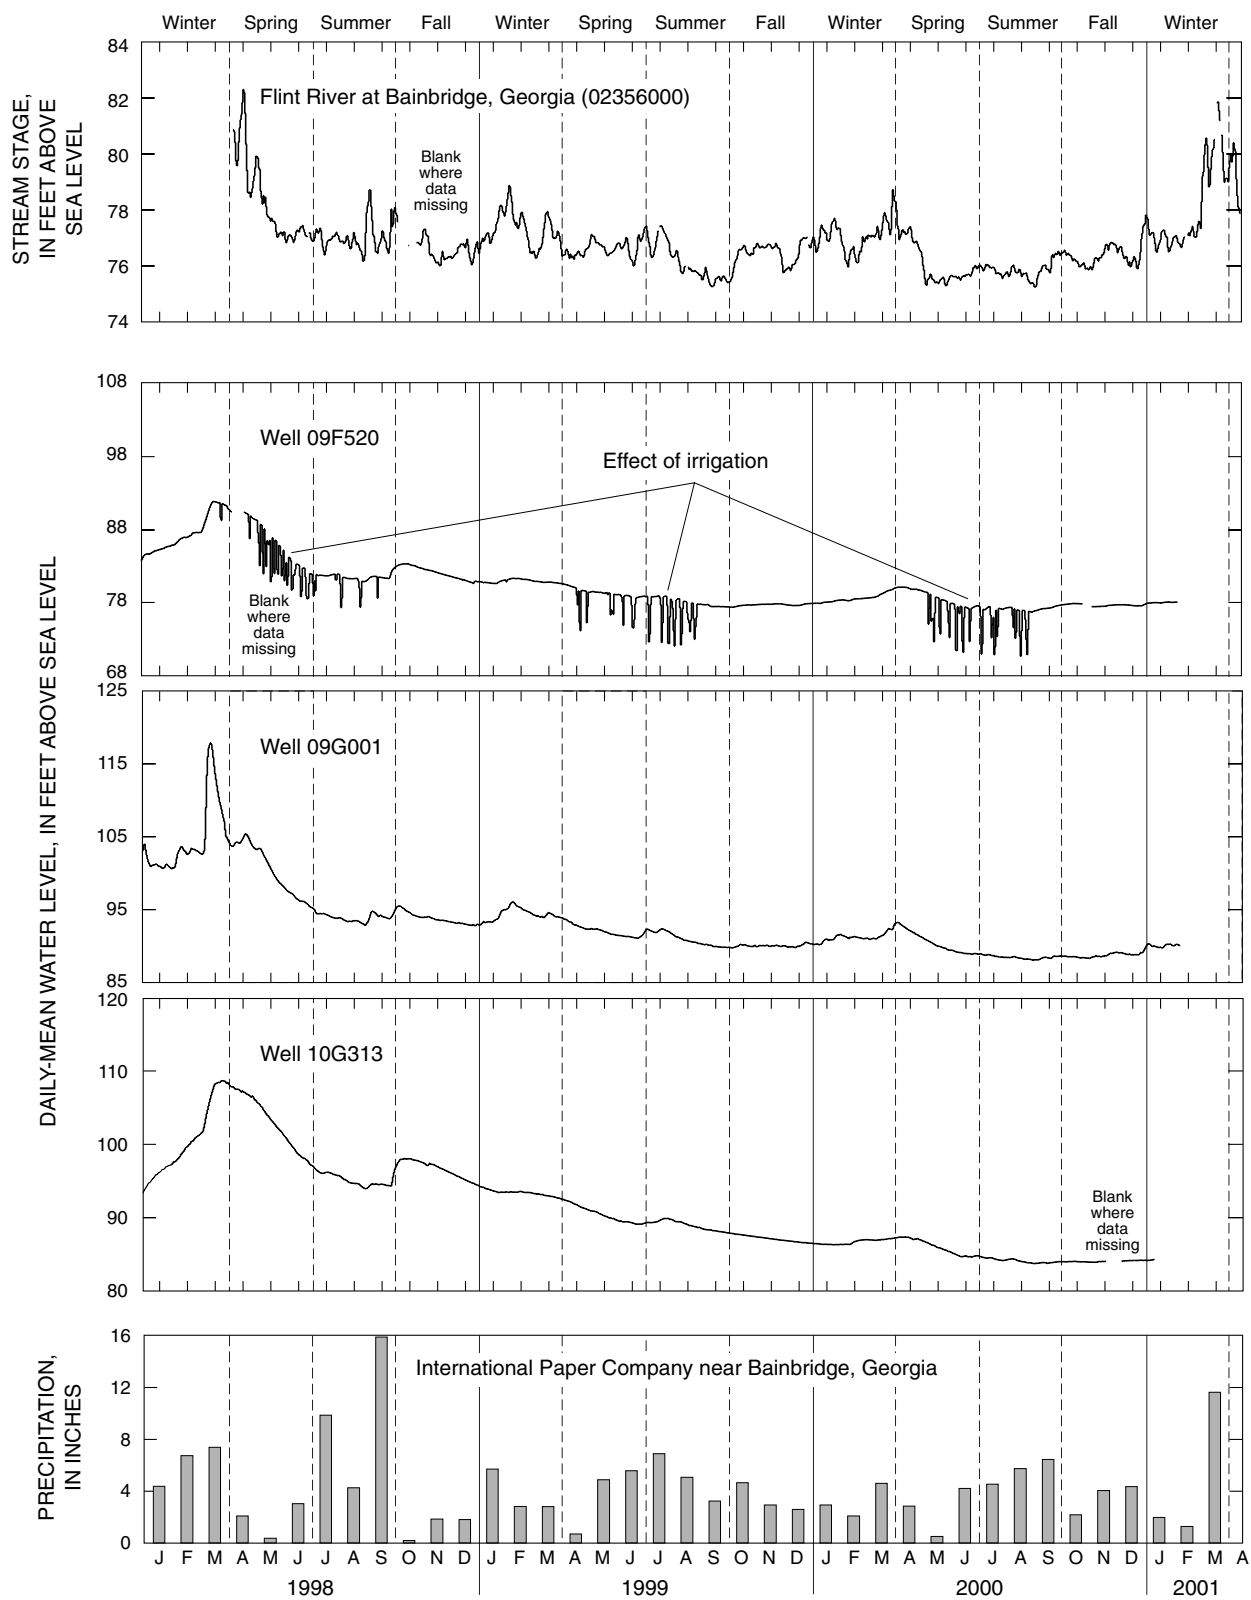 Winter Spring Summer Fall Winter Spring Summer Fall Winter Spring Summer Fall Winter
STREAM STAGE,
IN FEET ABOVE
SEA LEVEL
84
82
80
78
76
74
Flint River at Bainbridge, Georgia (02356000)
Blank
where
data
missing
DAILY-MEAN WATER LEVEL, IN FEET ABOVE SEA LEVEL
108
98
88
78
68
Well 09F520
Effect of irrigation
Blank
where
data
missing
125
115
105
95
85
Well 09G001
120
110
100
90
80
Well 10G313
Blank
where
data
missing
PRECIPITATION,
IN INCHES
16
12
8
4
0
International Paper Company near Bainbridge, Georgia
J F M A M J J A S O N D J F M A M J J A S O N D J F M A M J J A S O N D J F M A
1998 1999 2000 2001